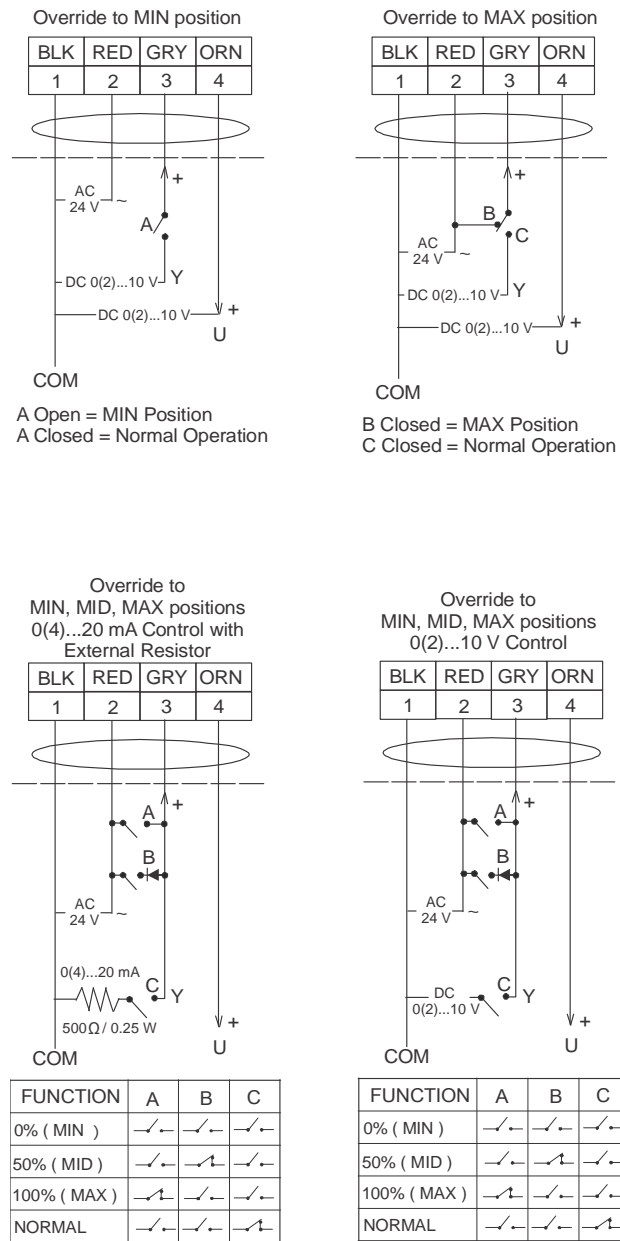 Override to MIN position
BLK RED GRY ORN
1 2 3 4
+
AC
24 V ~
A
DC 0(2)...10 V Y
DC 0(2)...10 V +
U
COM
A Open = MIN Position
A Closed = Normal Operation
Override to MAX position
BLK RED GRY ORN
1 2 3 4
+
B
C
AC
24 V ~
DC 0(2)...10 V Y
DC 0(2)...10 V +
U
COM
B Closed = MAX Position
C Closed = Normal Operation
Override to
MIN, MID, MAX positions
0(4)...20 mA Control with
External Resistor
BLK RED GRY ORN
1 2 3 4
A +
B
AC
24 V ~
0(4)...20 mA
C Y
500Ω / 0.25 W
+
U
COM
FUNCTION A B C
0% ( MIN )
50% ( MID )
100% ( MAX )
NORMAL
Override to
MIN, MID, MAX positions
0(2)...10 V Control
BLK RED GRY ORN
1 2 3 4
A +
B
AC
24 V ~
DC
0(2)...10 V
C Y
+
U
COM
FUNCTION A B C
0% ( MIN )
50% ( MID )
100% ( MAX )
NORMAL